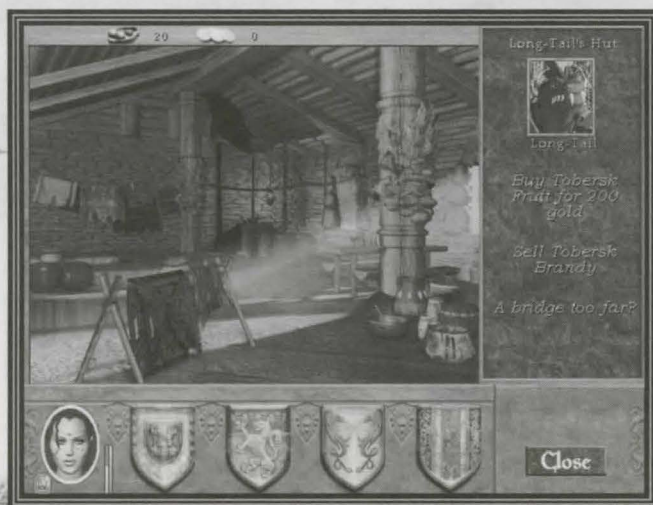 20 0
Long-Tail's Hut
Long-Tail
Buy Tobersk
Fruit for 200
gold
Sell Tobersk
Brandy
A bridge too far?
Close